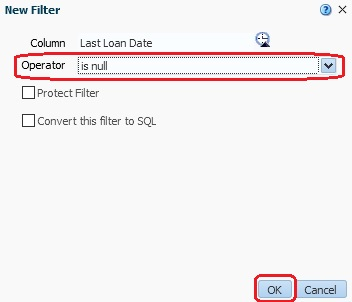 New Filter
Column Last Loan Date
Operator is null
Protect Filter
Convert this filter to SQL
OK Cancel